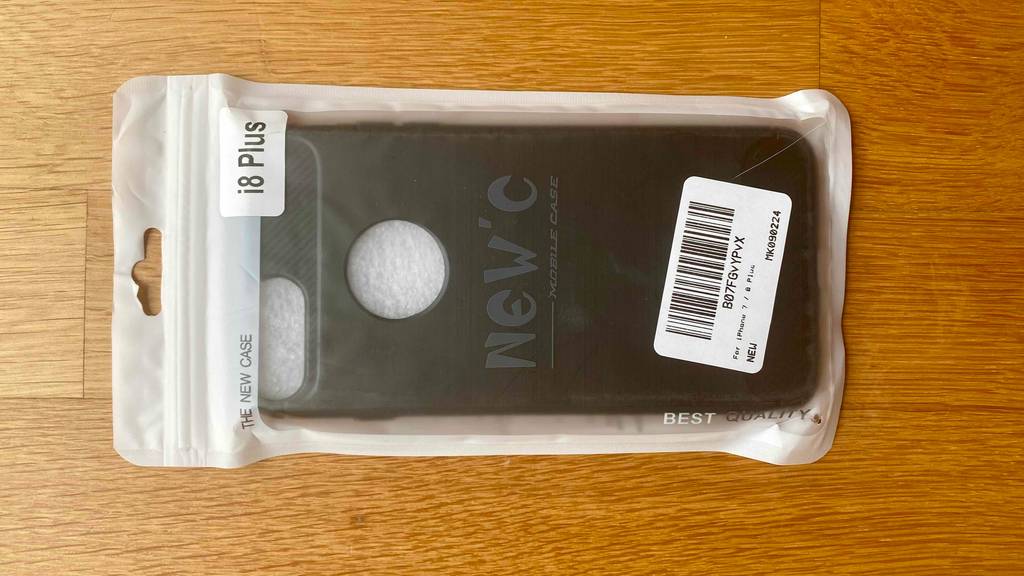 i8 Plus
THE NEW CASE
New'c
MOBILE CASE
B07FGVYPVX
For iPhone 7 / 8 Plus
NEW
MK090224
BEST QUALITY